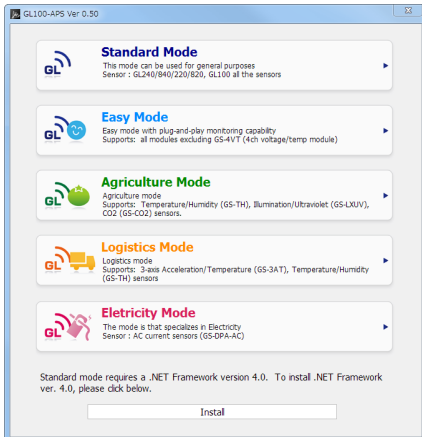 GL100-APS Ver 0.50
Standard Mode
This mode can be used for general purposes
Sensor : GL240/840/220/820, GL100 all the sensors
GL
Easy Mode
Easy mode with plug-and-play monitoring capability
Supports: all modules excluding GS-4VT (4ch voltage/temp module)
GL
Agriculture Mode
Agriculture mode
Supports: Temperature/Humidity (GS-TH), Illumination/Ultraviolet (GS-LXUV),
CO2 (GS-CO2) sensors.
GL
Logistics Mode
Logistics mode
Supports: 3-axis Acceleration/Temperature (GS-3AT), Temperature/Humidity
(GS-TH) sensors
GL
Eletricity Mode
The mode is that specializes in Electricity
Sensor : AC current sensors (GS-DPA-AC)
GL
Standard mode requires a .NET Framework version 4.0. To install .NET Framework
ver. 4.0, please click below.
Install